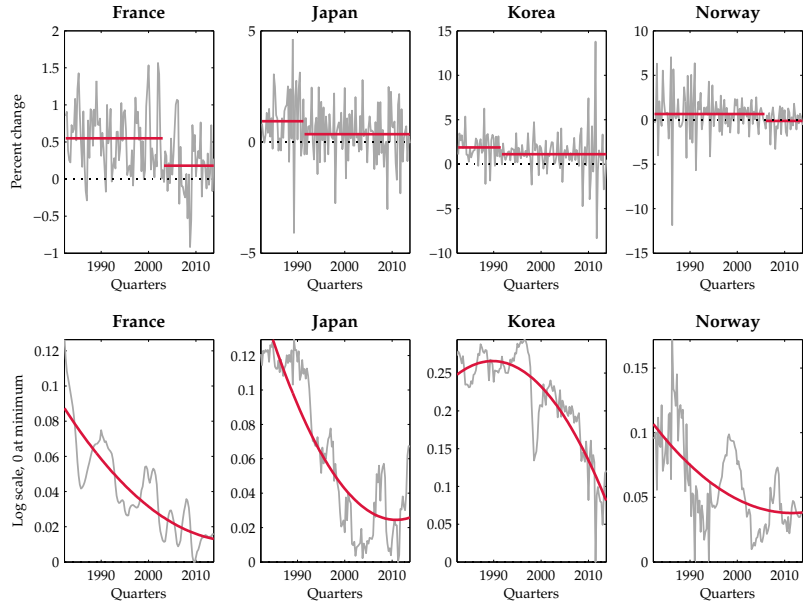 France Japan Korea Norway
Percent change
2 5 15 10
1.5 10 5
1 5 0
0.5 0 0 −5
0 −5 −10
−0.5
−1 −5 −10 −15
1990 2000 2010 1990 2000 2010 1990 2000 2010 1990 2000 2010
Quarters Quarters Quarters Quarters
France Japan Korea Norway
Log scale, 0 at minimum
0.12 0.12 0.25 0.15
0.1 0.1 0.2
0.08 0.08 0.15 0.1
0.06 0.06
0.04 0.04 0.1 0.05
0.02 0.02 0.05
0 0 0 0
1990 2000 2010 1990 2000 2010 1990 2000 2010 1990 2000 2010
Quarters Quarters Quarters Quarters